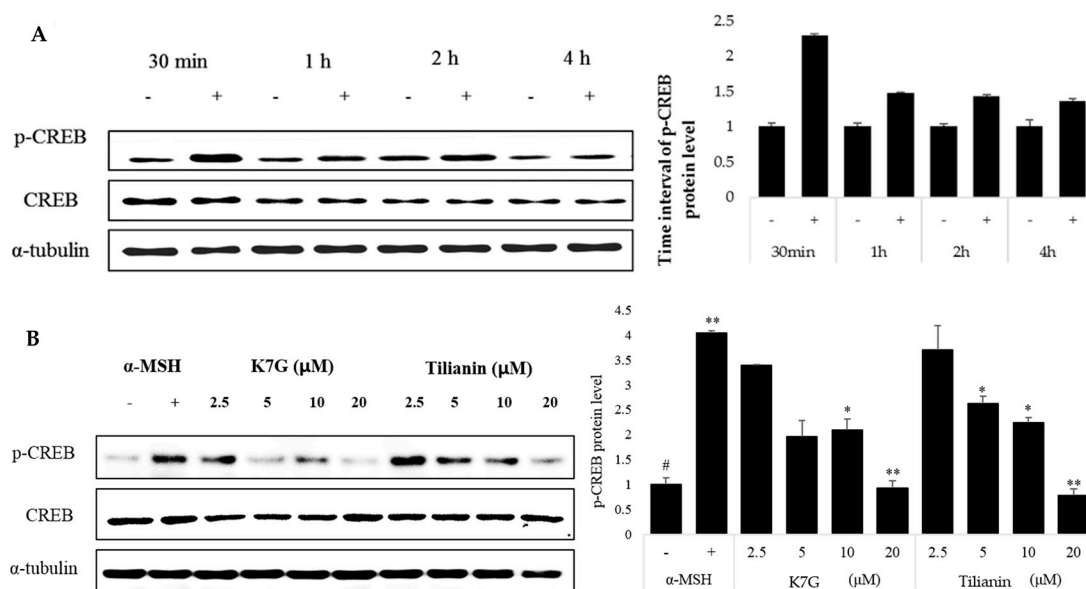 A
30 min 1 h 2 h 4 h
- + - + - + - +
p-CREB
CREB
α-tubulin
Time interval of p-CREB
protein level
2.5
2
1.5
1
0.5
0
- + - + - + - +
30min 1h 2h 4h
B
α-MSH K7G (μM) Tilianin (μM)
- + 2.5 5 10 20 2.5 5 10 20
p-CREB
CREB
α-tubulin
p-CREB protein level
4.5
4
3.5
3
2.5
2
1.5
1
0.5
0
# ** * ** * * **
- + 2.5 5 10 20 2.5 5 10 20
α-MSH K7G (μM) Tilianin (μM)